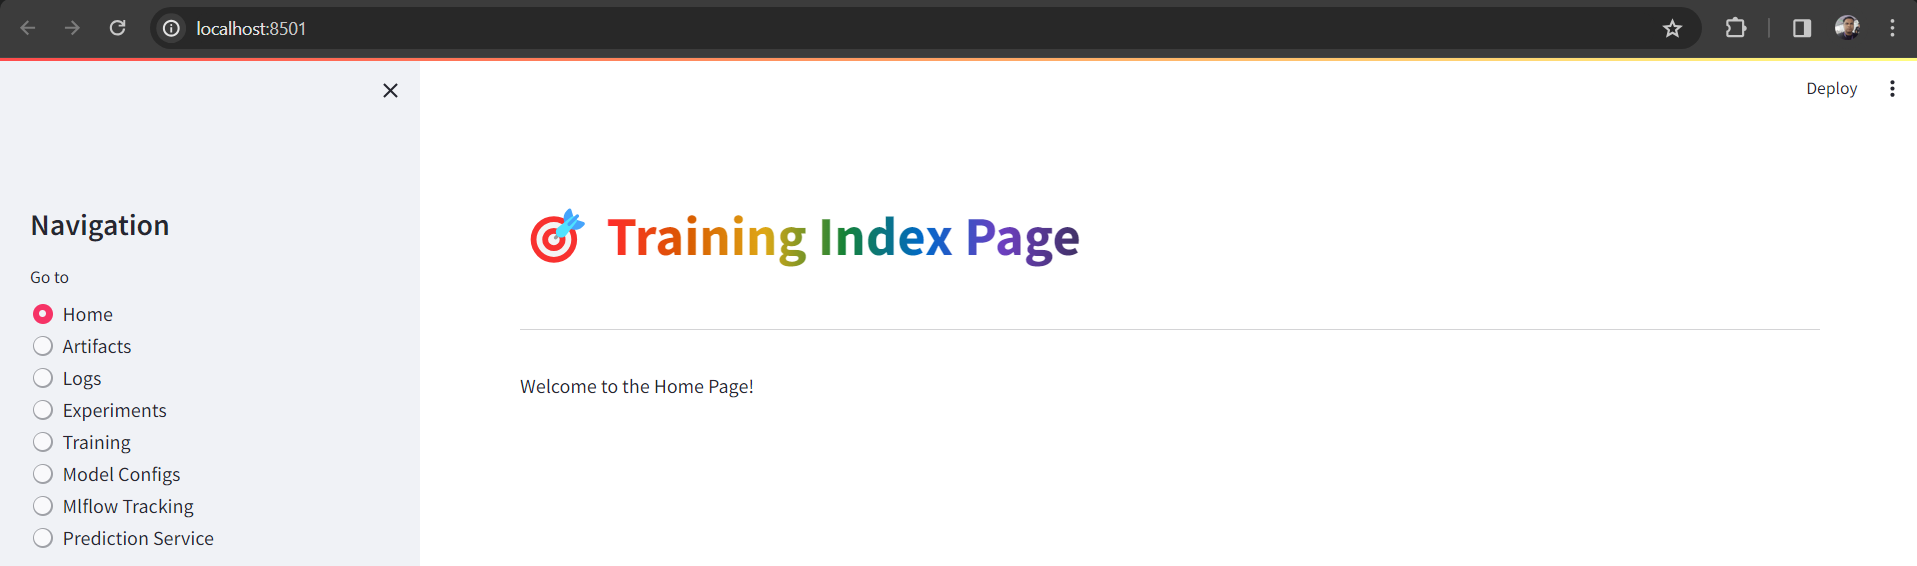 localhost:8501
Deploy
Navigation
Go to
Home
Artifacts
Logs
Experiments
Training
Model Configs
Mlflow Tracking
Prediction Service
🎯 Training Index Page
Welcome to the Home Page!